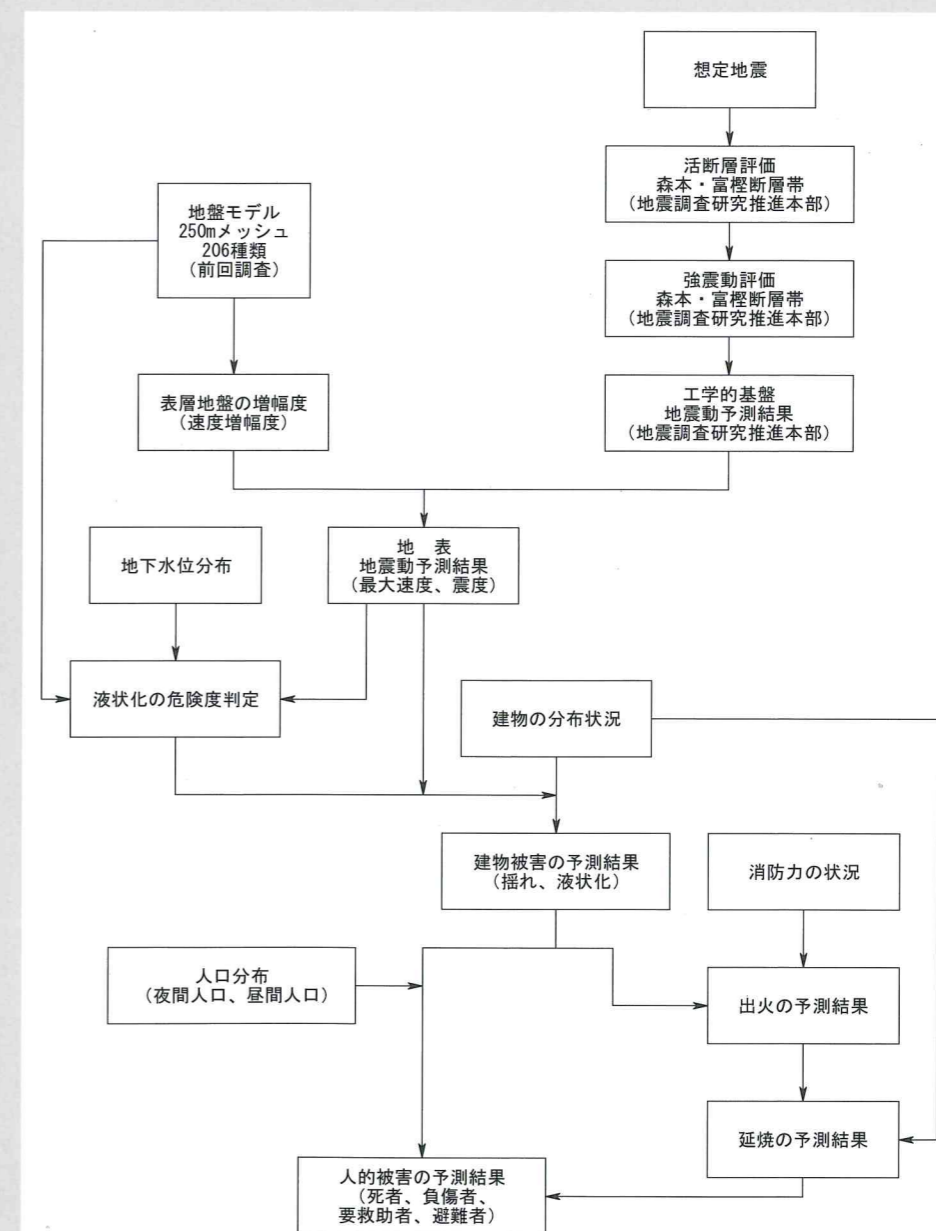 想定地震
活断層評価
森本・富樫断層帯
(地震調査研究推進本部)
地盤モデル
250mメッシュ
206種類
(前回調査)
強震動評価
森本・富樫断層帯
(地震調査研究推進本部)
表層地盤の増幅度
(速度増幅度)
工学的基盤
地震動予測結果
(地震調査研究推進本部)
地下水位分布
地　表
地震動予測結果
(最大速度、震度)
液状化の危険度判定
建物の分布状況
建物被害の予測結果
(揺れ、液状化)
消防力の状況
人口分布
(夜間人口、昼間人口)
出火の予測結果
延焼の予測結果
人的被害の予測結果
(死者、負傷者、
要救助者、避難者)